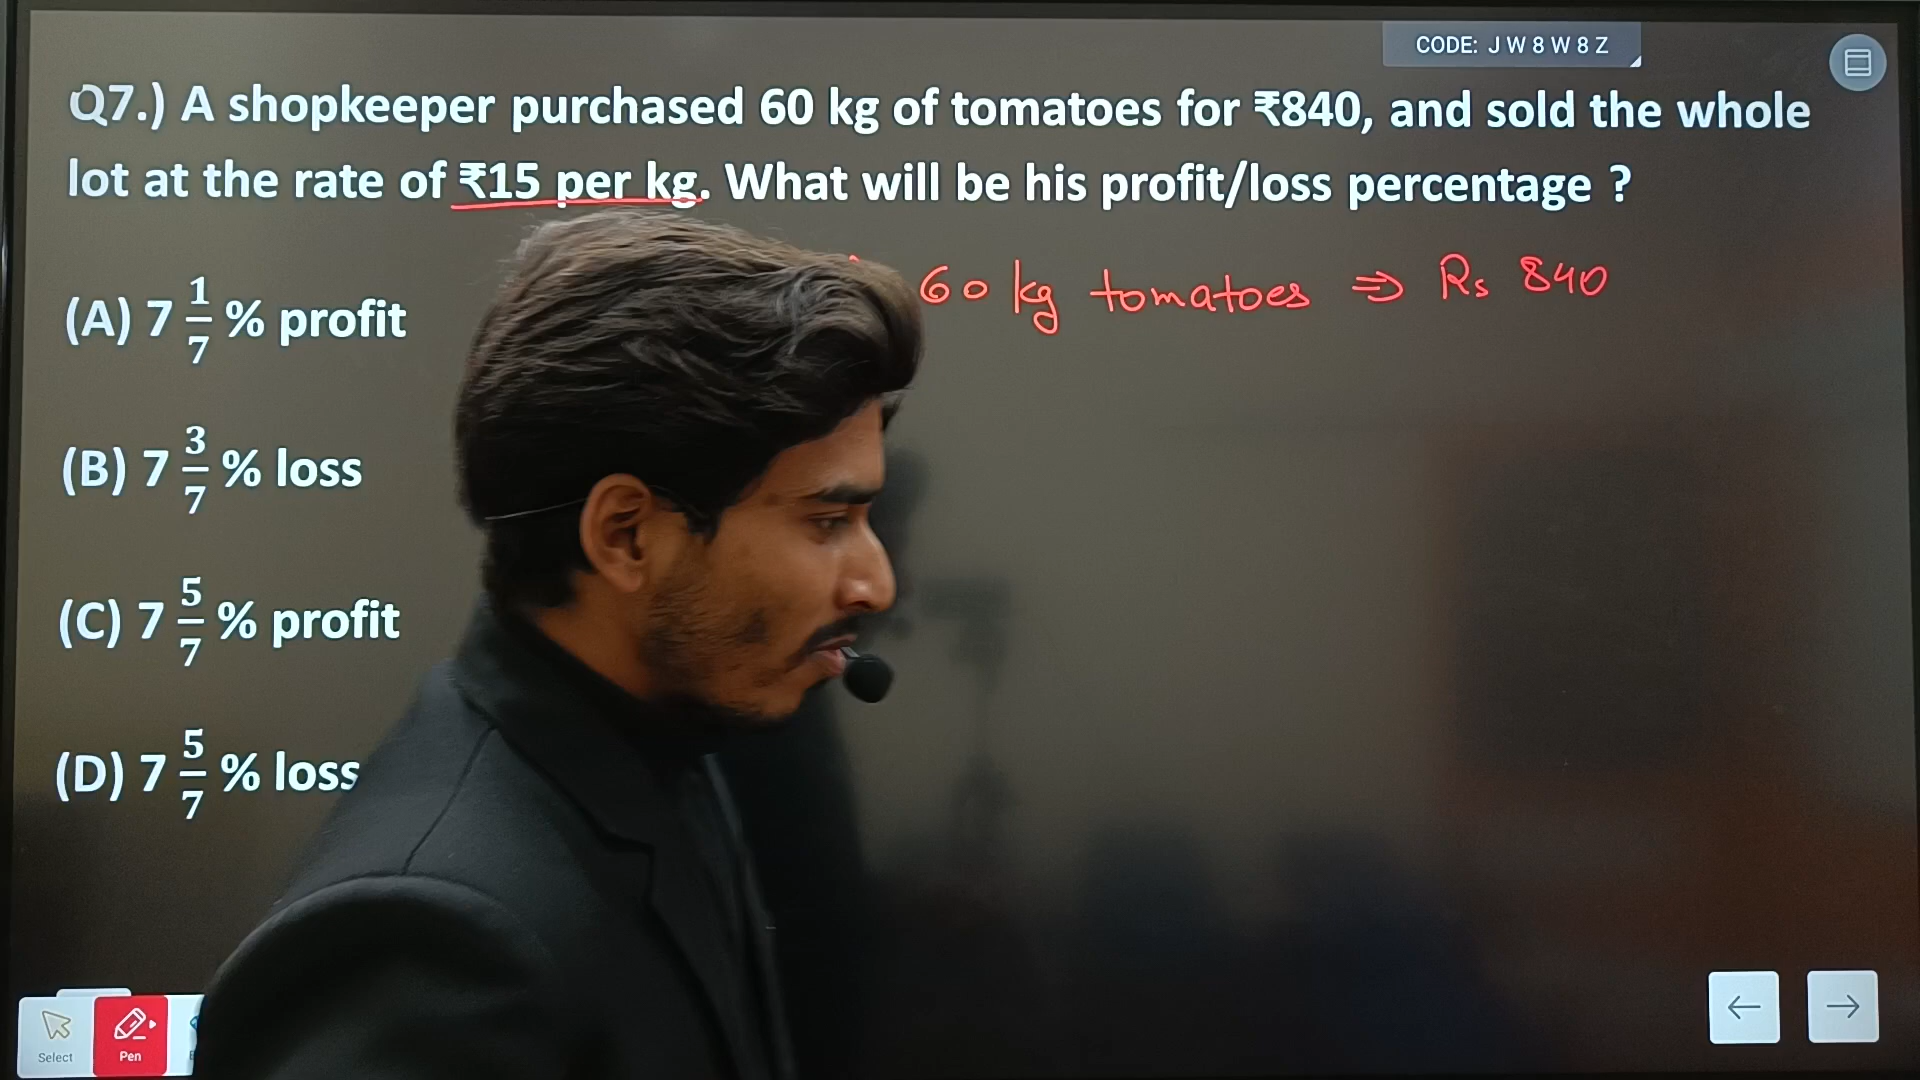 CODE: J W 8 W 8 Z
Q7.) A shopkeeper purchased 60 kg of tomatoes for ₹840, and sold the whole
lot at the rate of ₹15 per kg. What will be his profit/loss percentage ?
60 kg tomatoes ⇒ Rs 840
(A) 7 1/7 % profit
(B) 7 3/7 % loss
(C) 7 5/7 % profit
(D) 7 5/7 % loss
Select
Pen